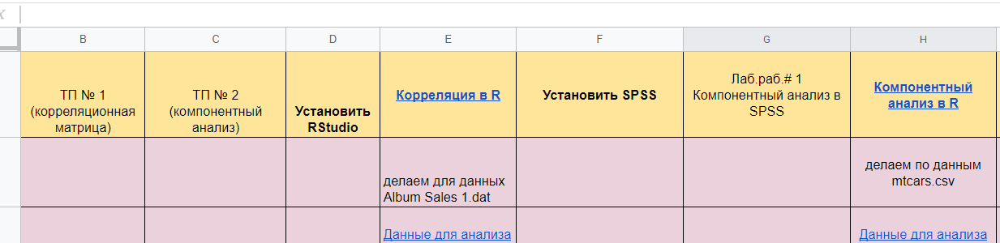 B C D E F G H
ТП № 1
(корреляционная
матрица)
ТП № 2
(компонентный
анализ)
Установить
RStudio
Корреляция в R
Установить SPSS
Лаб.раб.# 1
Компонентный анализ в
SPSS
Компонентный
анализ в R
делаем для данных
Album Sales 1.dat
делаем по данным
mtcars.csv
Данные для анализа
Данные для анализа